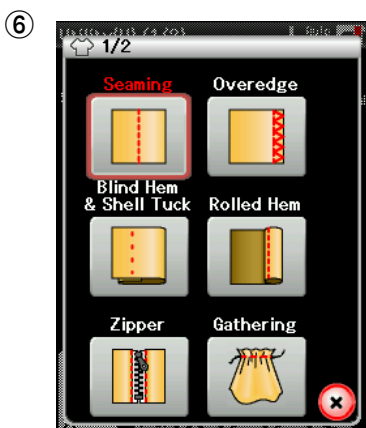 ⑥
1/2
Seaming Overedge
Blind Hem
& Shell Tuck Rolled Hem
Zipper Gathering